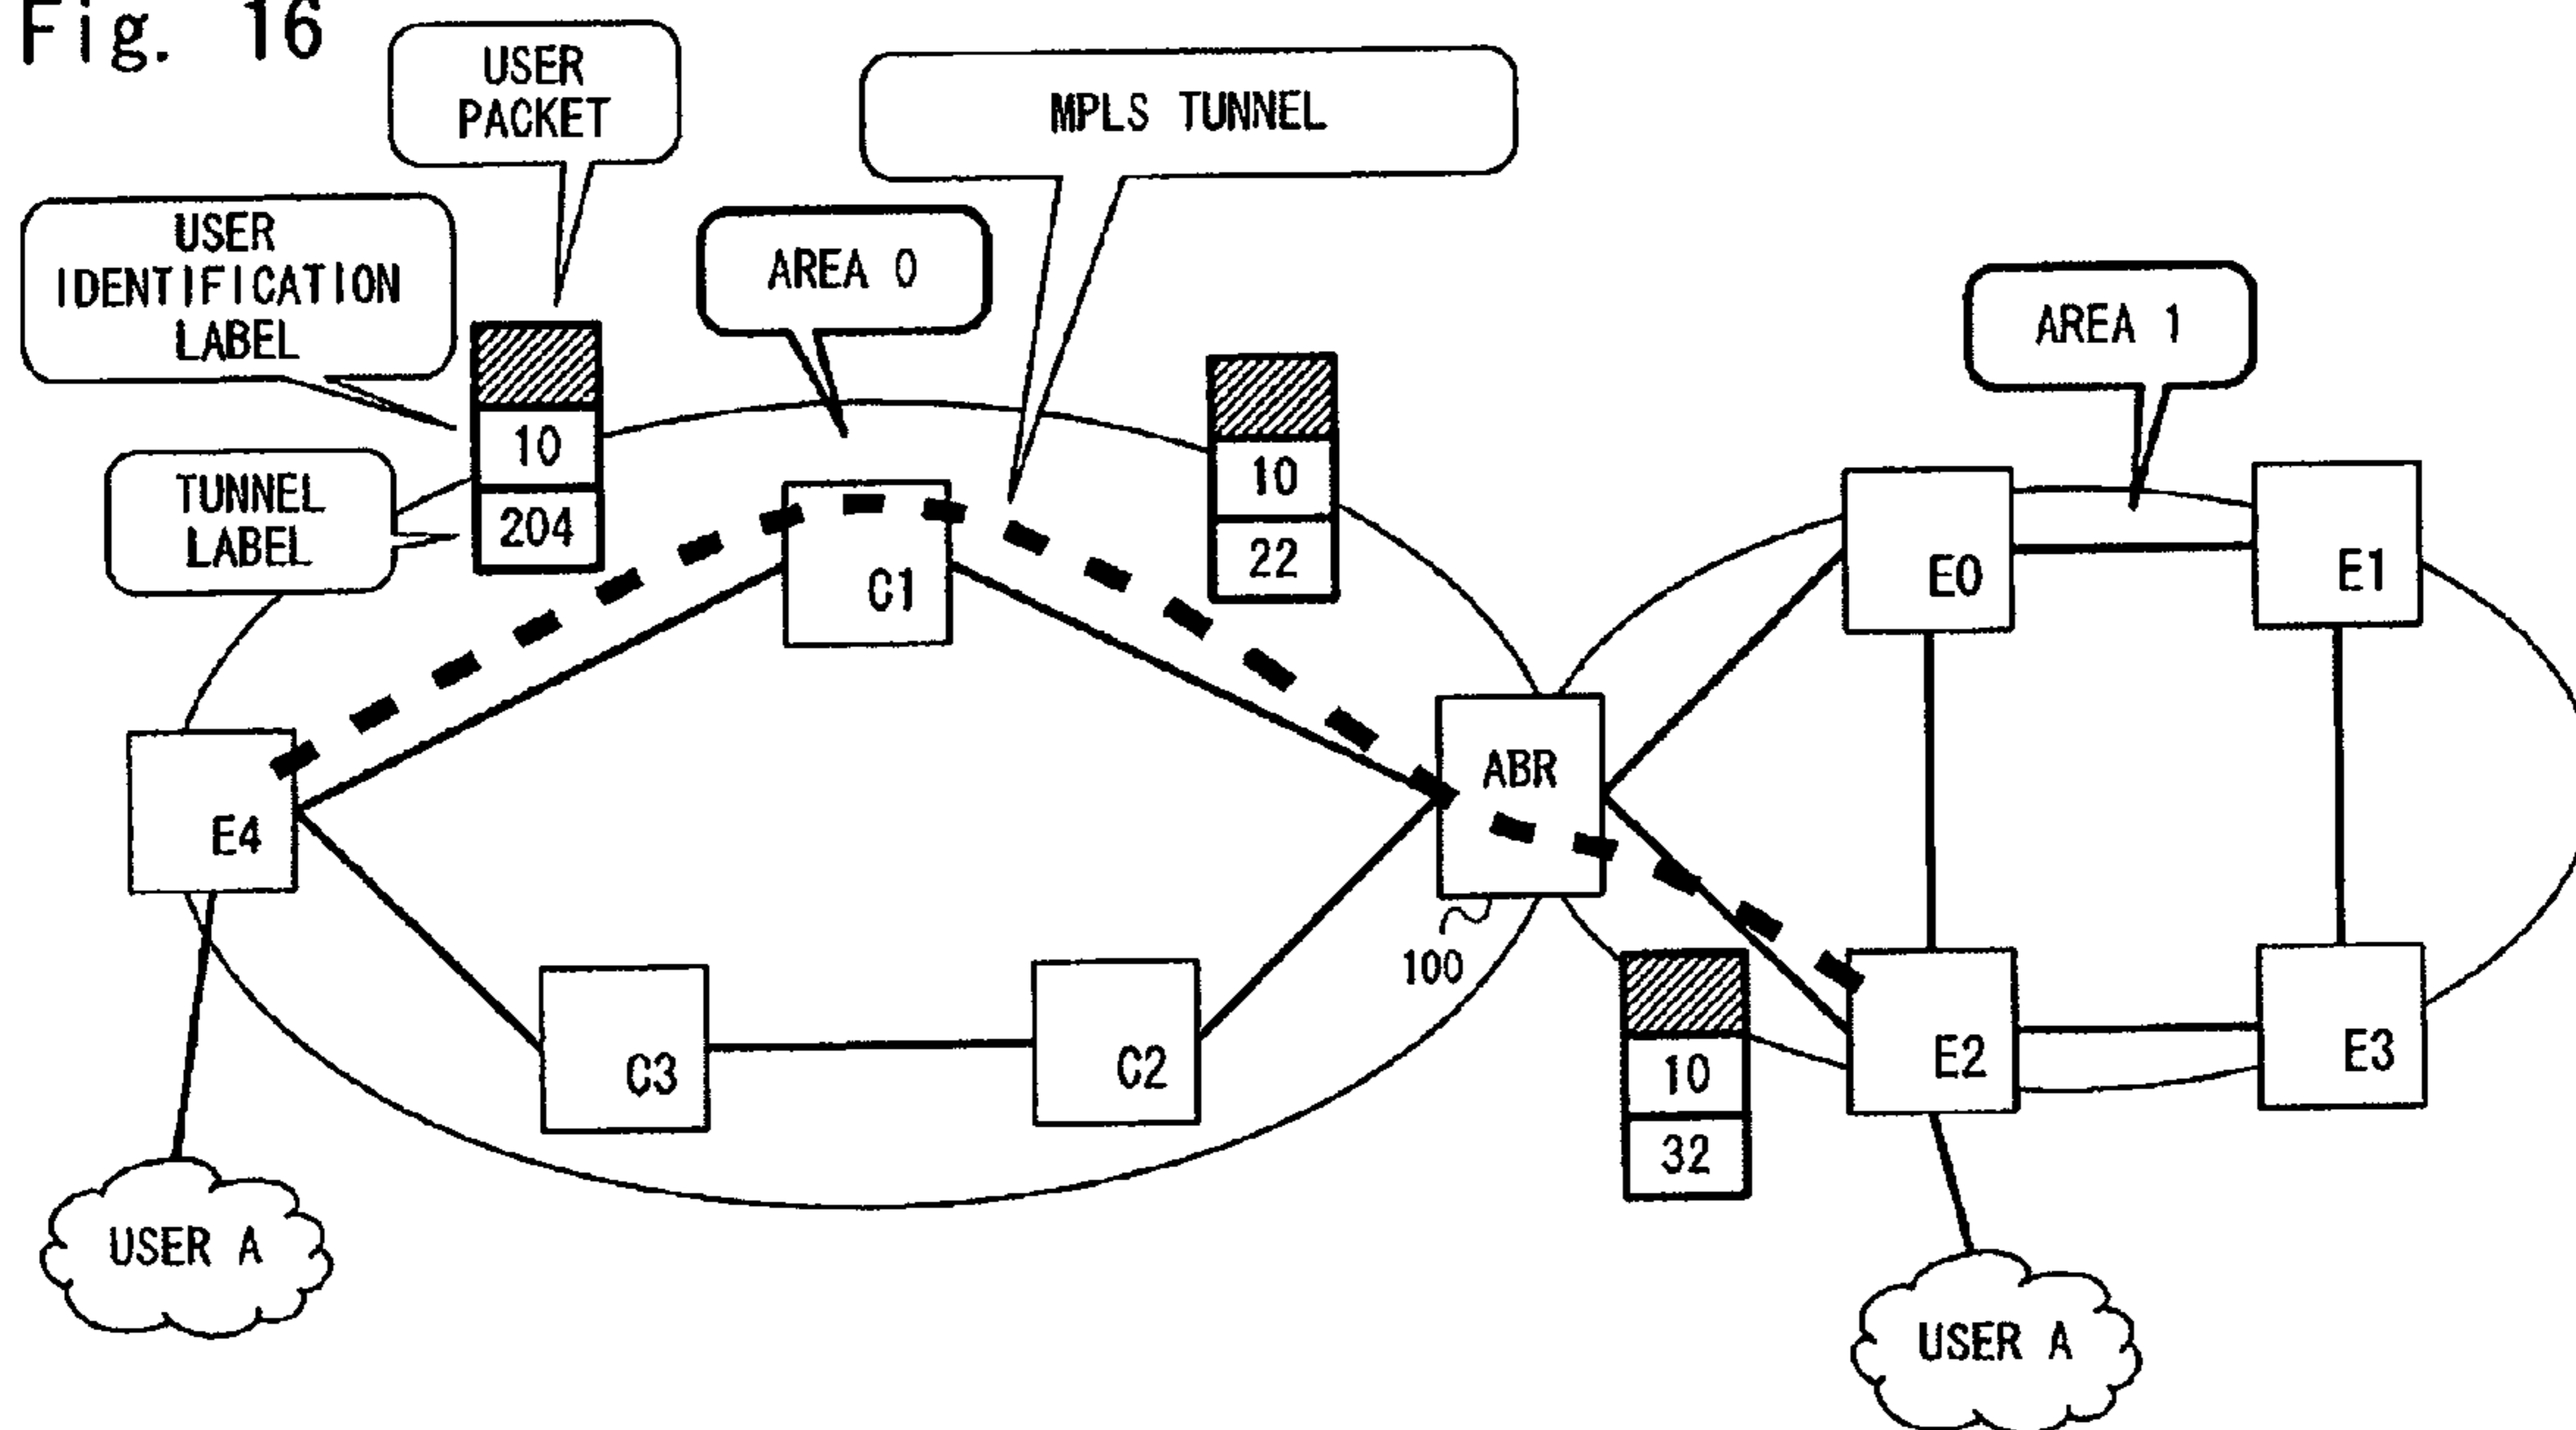 Fig. 16
USER
PACKET
MPLS TUNNEL
USER
IDENTIFICATION
LABEL
AREA 0
AREA 1
TUNNEL
LABEL
10
204
10
22
C1
E0
E1
ABR
E4
100
C3
C2
10
32
E2
E3
USER A
USER A